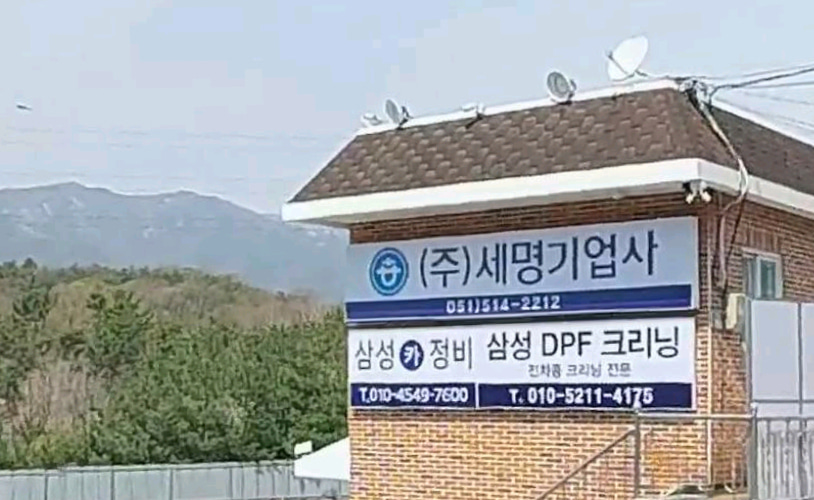 (주)세명기업사
051)514-2212
삼성 카 정비
T.010-4549-7600
삼성 DPF 크리닝
전차종 크리닝 전문
T. 010-5211-4175